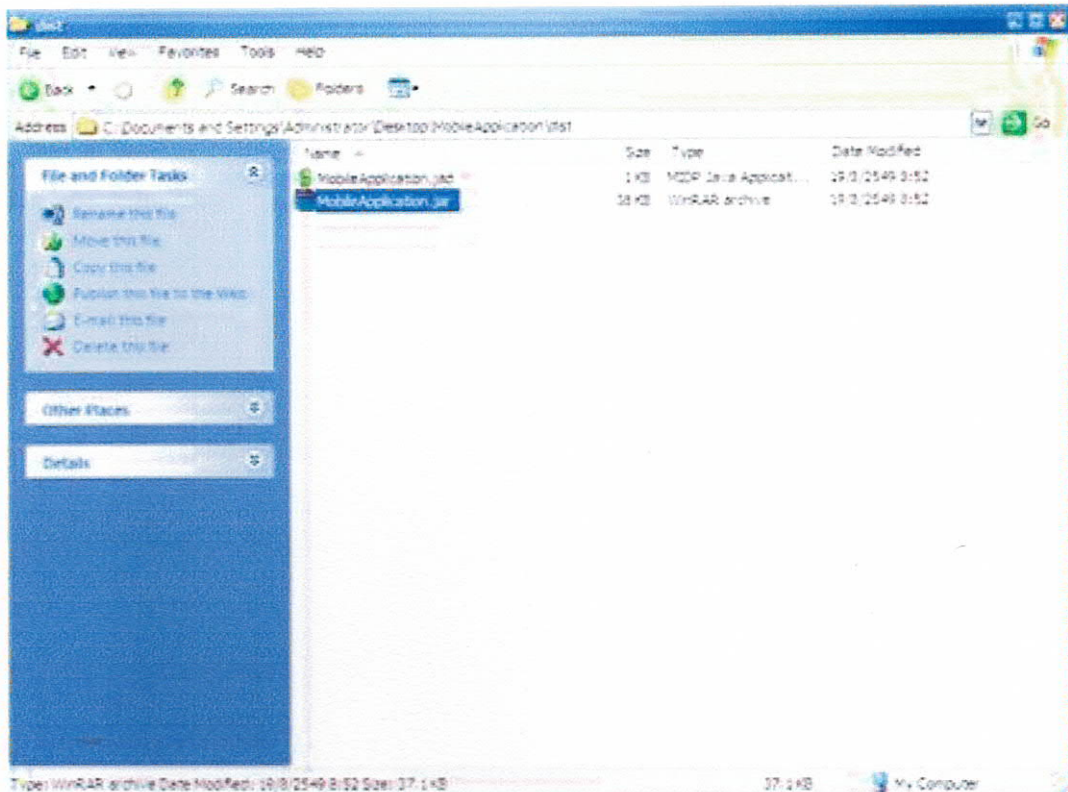 dist
File Edit View Favorites Tools Help
Back Search Folders
Address C:\Documents and Settings\Administrator\Desktop\MobileApplication\dist Go
Name Size Type Date Modified
MobileApplication.jad 1 KB MIDP Java Applicat... 19/8/2549 8:52
MobileApplication.jar 38 KB WinRAR archive 19/8/2549 8:52
File and Folder Tasks
Rename this file
Move this file
Copy this file
Publish this file to the Web
E-mail this file
Delete this file
Other Places
Details
Type: WinRAR archive Date Modified: 19/8/2549 8:52 Size: 37.1 KB 37.1 KB My Computer